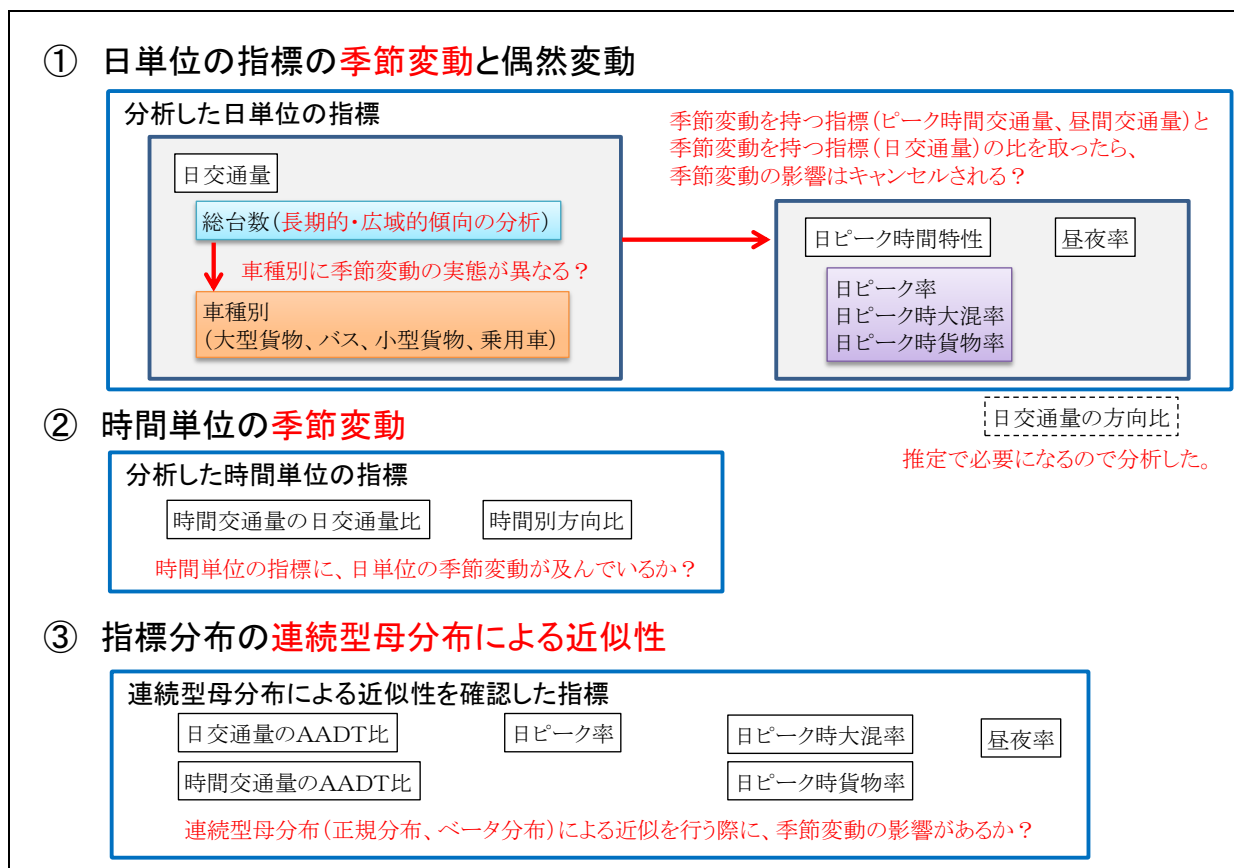 ① 日単位の指標の季節変動と偶然変動
分析した日単位の指標
日交通量
総台数(長期的・広域的傾向の分析)
車種別に季節変動の実態が異なる?
車種別
(大型貨物、バス、小型貨物、乗用車)
季節変動を持つ指標(ピーク時間交通量、昼間交通量)と
季節変動を持つ指標(日交通量)の比を取ったら、
季節変動の影響はキャンセルされる?
日ピーク時間特性
昼夜率
日ピーク率
日ピーク時大混率
日ピーク時貨物率
日交通量の方向比
推定で必要になるので分析した。
② 時間単位の季節変動
分析した時間単位の指標
時間交通量の日交通量比
時間別方向比
時間単位の指標に、日単位の季節変動が及んでいるか?
③ 指標分布の連続型母分布による近似性
連続型母分布による近似性を確認した指標
日交通量のAADT比
日ピーク率
日ピーク時大混率
昼夜率
時間交通量のAADT比
日ピーク時貨物率
連続型母分布(正規分布、ベータ分布)による近似を行う際に、季節変動の影響があるか?